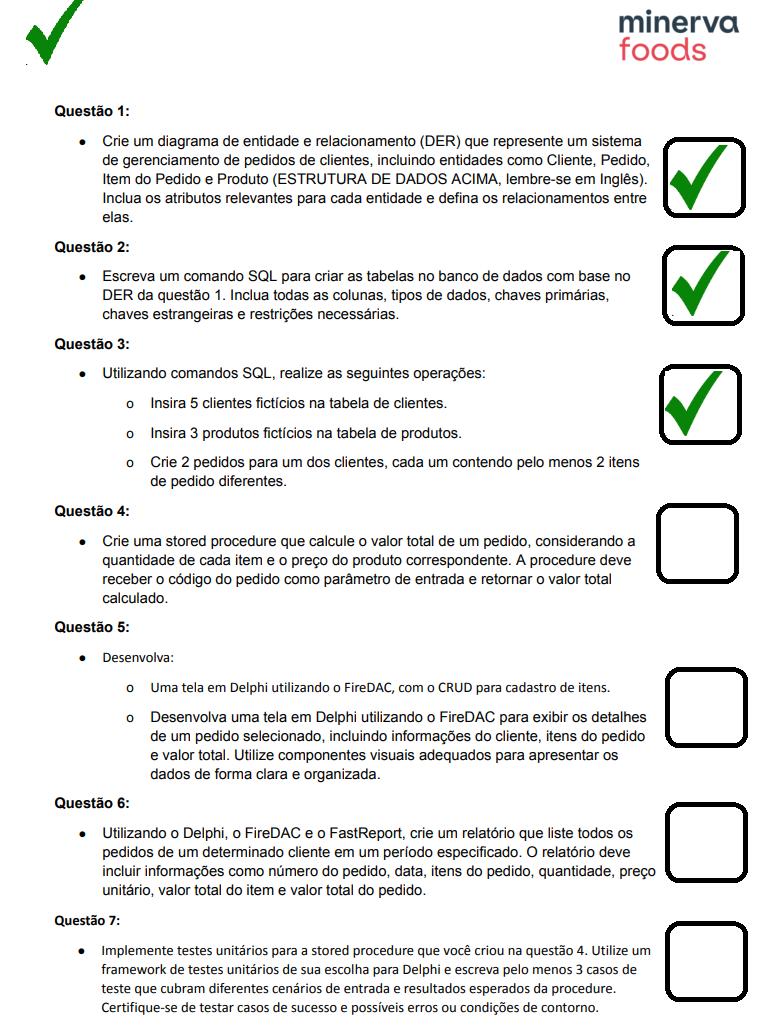 minerva
foods
Questão 1:
● Crie um diagrama de entidade e relacionamento (DER) que represente um sistema
de gerenciamento de pedidos de clientes, incluindo entidades como Cliente, Pedido,
Item do Pedido e Produto (ESTRUTURA DE DADOS ACIMA, lembre-se em Inglês).
Inclua os atributos relevantes para cada entidade e defina os relacionamentos entre
elas.
Questão 2:
● Escreva um comando SQL para criar as tabelas no banco de dados com base no
DER da questão 1. Inclua todas as colunas, tipos de dados, chaves primárias,
chaves estrangeiras e restrições necessárias.
Questão 3:
● Utilizando comandos SQL, realize as seguintes operações:
o Insira 5 clientes fictícios na tabela de clientes.
o Insira 3 produtos fictícios na tabela de produtos.
o Crie 2 pedidos para um dos clientes, cada um contendo pelo menos 2 itens
de pedido diferentes.
Questão 4:
● Crie uma stored procedure que calcule o valor total de um pedido, considerando a
quantidade de cada item e o preço do produto correspondente. A procedure deve
receber o código do pedido como parâmetro de entrada e retornar o valor total
calculado.
Questão 5:
● Desenvolva:
o Uma tela em Delphi utilizando o FireDAC, com o CRUD para cadastro de itens.
o Desenvolva uma tela em Delphi utilizando o FireDAC para exibir os detalhes
de um pedido selecionado, incluindo informações do cliente, itens do pedido
e valor total. Utilize componentes visuais adequados para apresentar os
dados de forma clara e organizada.
Questão 6:
● Utilizando o Delphi, o FireDAC e o FastReport, crie um relatório que liste todos os
pedidos de um determinado cliente em um período especificado. O relatório deve
incluir informações como número do pedido, data, itens do pedido, quantidade, preço
unitário, valor total do item e valor total do pedido.
Questão 7:
● Implemente testes unitários para a stored procedure que você criou na questão 4. Utilize um
framework de testes unitários de sua escolha para Delphi e escreva pelo menos 3 casos de
teste que cubram diferentes cenários de entrada e resultados esperados da procedure.
Certifique-se de testar casos de sucesso e possíveis erros ou condições de contorno.